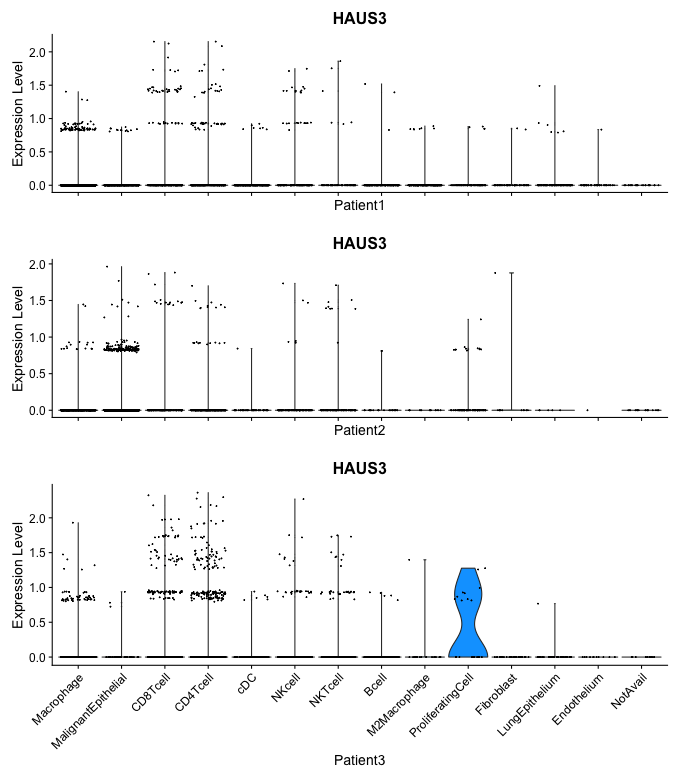 HAUS3
Expression Level
2.0
1.5
1.0
0.5
0.0
Patient1
HAUS3
Expression Level
2.0
1.5
1.0
0.5
0.0
Patient2
HAUS3
Expression Level
2.0
1.5
1.0
0.5
0.0
Macrophage
MalignantEpithelial
CD8Tcell
CD4Tcell
cDC
NKcell
NKTcell
Bcell
M2Macrophage
ProliferatingCell
Fibroblast
LungEpithelium
Endothelium
NotAvail
Patient3